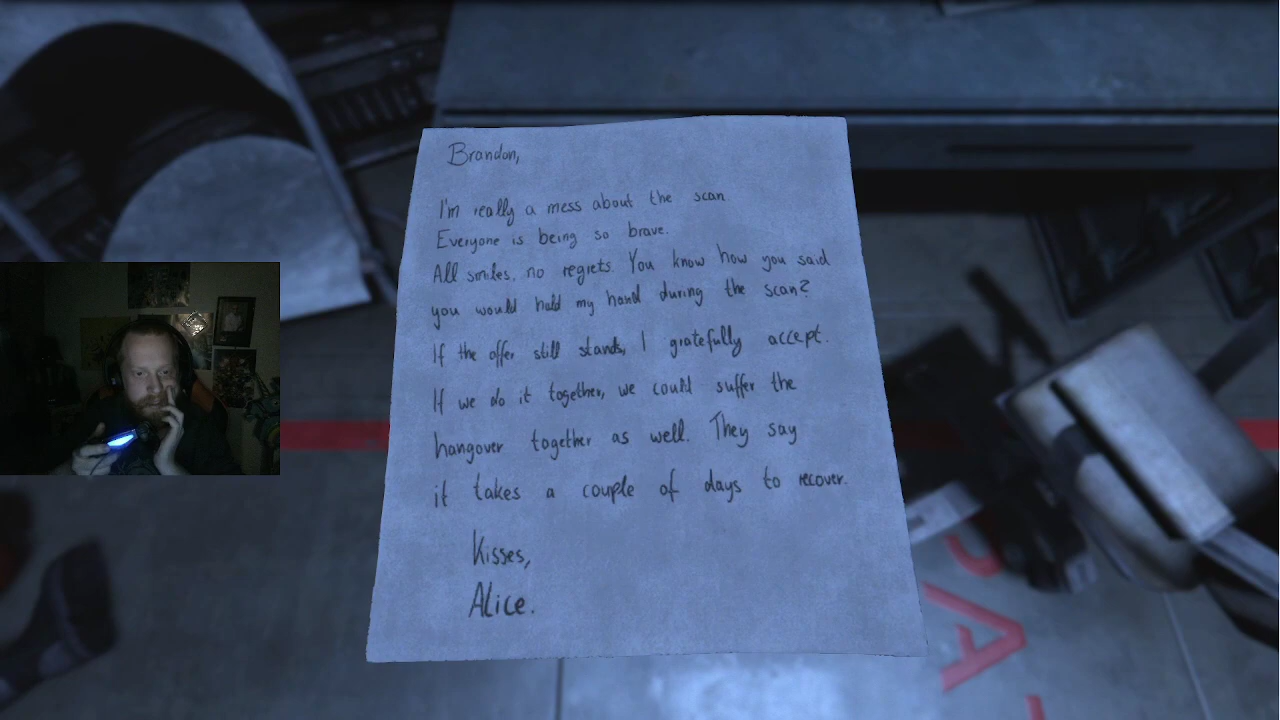 Brandon,
I'm really a mess about the scan
Everyone is being so brave.
All smiles, no regrets. You know how you said
you would hold my hand during the scan?
If the offer still stands, I gratefully accept.
If we do it together, we could suffer the
hangover together as well. They say
it takes a couple of days to recover.
Kisses,
Alice.